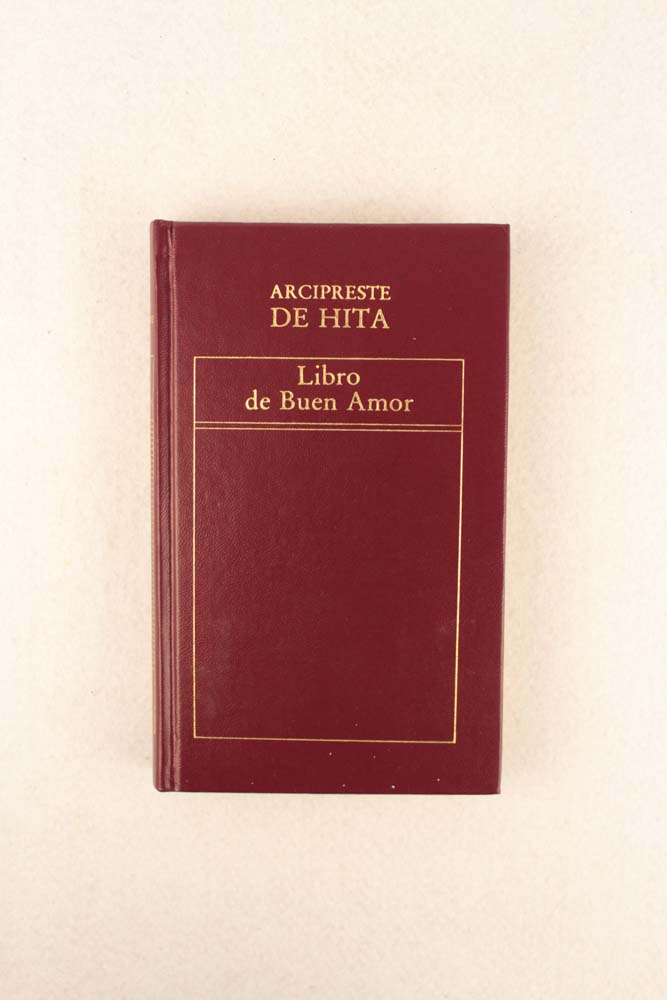 ARCIPRESTE
DE HITA
Libro
de Buen Amor